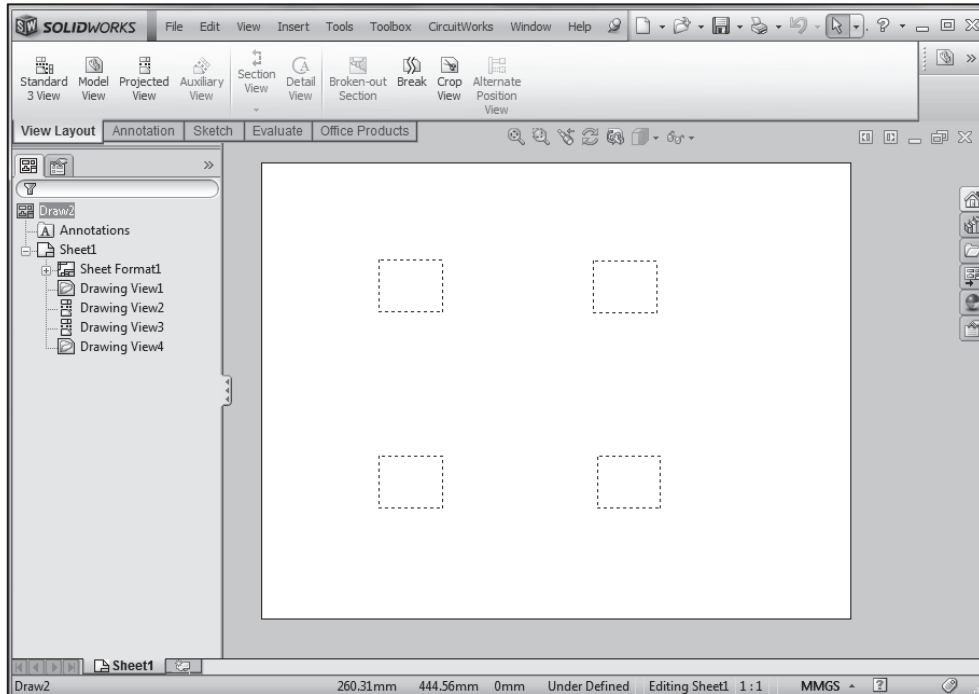 SW SOLIDWORKS File Edit View Insert Tools Toolbox CircuitWorks Window Help ?
Standard 3 View
Model View
Projected View
Auxiliary View
Section View
Detail View
Broken-out Section
Break
Crop View
Alternate Position View
View Layout Annotation Sketch Evaluate Office Products
Draw2
Annotations
Sheet1
Sheet Format1
Drawing View1
Drawing View2
Drawing View3
Drawing View4
Sheet1
Draw2 260.31mm 444.56mm 0mm Under Defined Editing Sheet1 1 : 1 MMGS ?